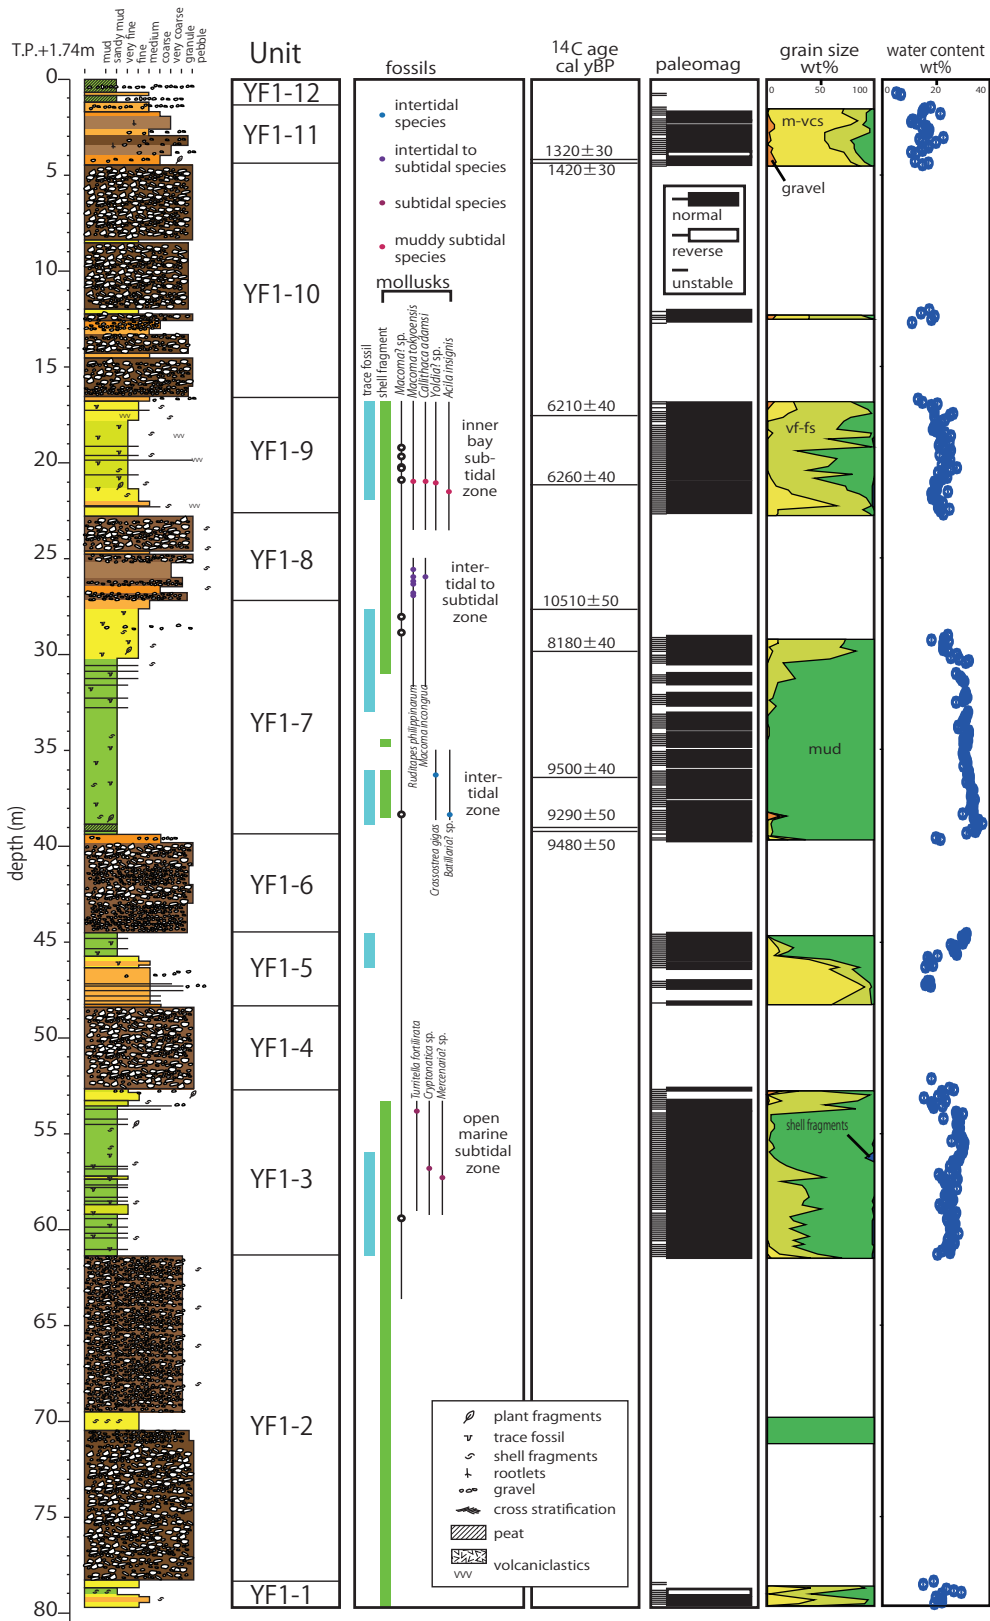 T.P.+1.74m
mud
sandy mud
very fine
fine
medium
coarse
very coarse
granule
pebble
Unit
fossils
14C age
cal yBP
paleomag
grain size
wt%
water content
wt%
0
5
10
15
20
25
30
35
40
45
50
55
60
65
70
75
80
depth (m)
YF1-12
YF1-11
YF1-10
YF1-9
YF1-8
YF1-7
YF1-6
YF1-5
YF1-4
YF1-3
YF1-2
YF1-1
intertidal
species
intertidal to
subtidal species
subtidal species
muddy subtidal
species
mollusks
trace fossil
shell fragment
Macoma? sp.
Macoma tokyoensis
Callithaca adamsi
Yoldia? sp.
Acila insignis
inner
bay
sub-
tidal
zone
inter-
tidal to
subtidal
zone
Ruditapes philippinarum
Macoma incongrua
inter-
tidal
zone
Crassostrea gigas
Batillaria? sp.
Turritella fortilirata
Cryptonatica sp.
Mercenaria? sp.
open
marine
subtidal
zone
plant fragments
trace fossil
shell fragments
rootlets
gravel
cross stratification
peat
volcaniclastics
vvv
1320±30
1420±30
6210±40
6260±40
10510±50
8180±40
9500±40
9290±50
9480±50
normal
reverse
unstable
0 50 100
m-vcs
gravel
vf-fs
mud
shell fragments
0 20 40